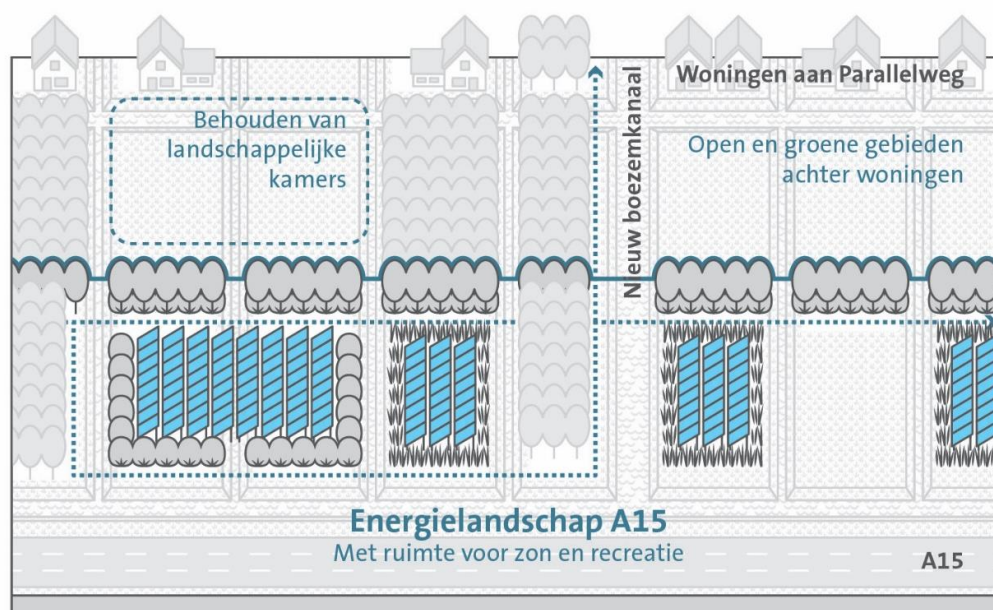 Woningen aan Parallelweg
Behouden van
landschappelijke
kamers
Nieuw boezemkanaal
Open en groene gebieden
achter woningen
Energielandschap A15
Met ruimte voor zon en recreatie
A15